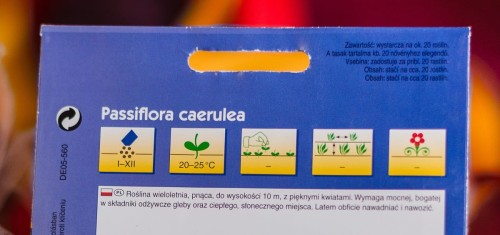 Zawartość: wystarcza na ok. 20 roślin.
A tasak tartalma kb. 20 növényhez elegendő.
Vsebina: zadostuje za pribl. 20 rastlin.
Obsah: stačí na cca. 20 rostlin.
Obsah: stačí na cca. 20 rastlín.
Passiflora caerulea
I–XII
20–25°C
–
–
–
DE05-560
PL Roślina wieloletnia, pnąca, do wysokości 10 m, z pięknymi kwiatami. Wymaga mocnej, bogatej
w składniki odżywcze gleby oraz ciepłego, słonecznego miejsca. Latem obficie nawadniać i nawozić.